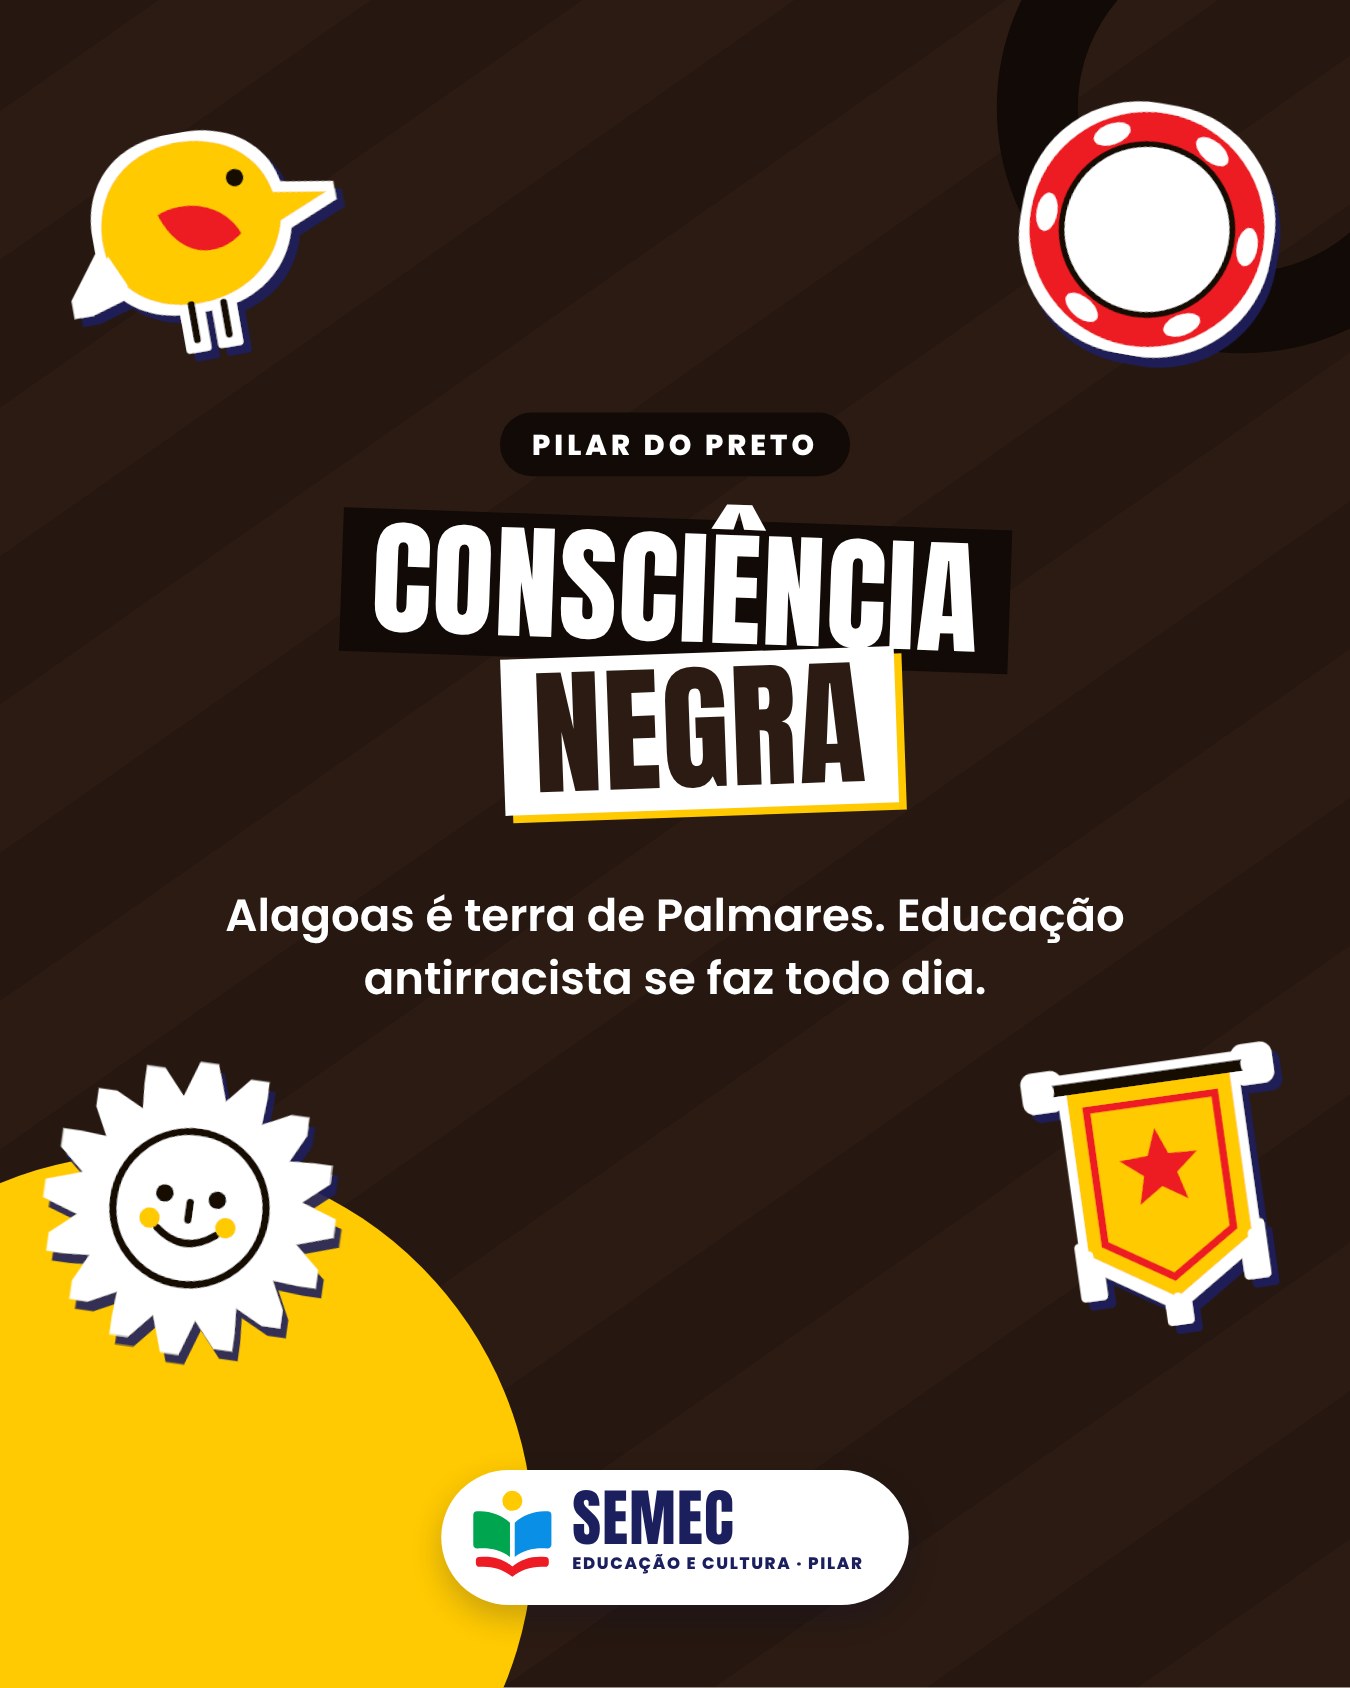 PILAR DO PRETO
CONSCIÊNCIA
NEGRA
Alagoas é terra de Palmares. Educação
antirracista se faz todo dia.
SEMEC
EDUCAÇÃO E CULTURA · PILAR